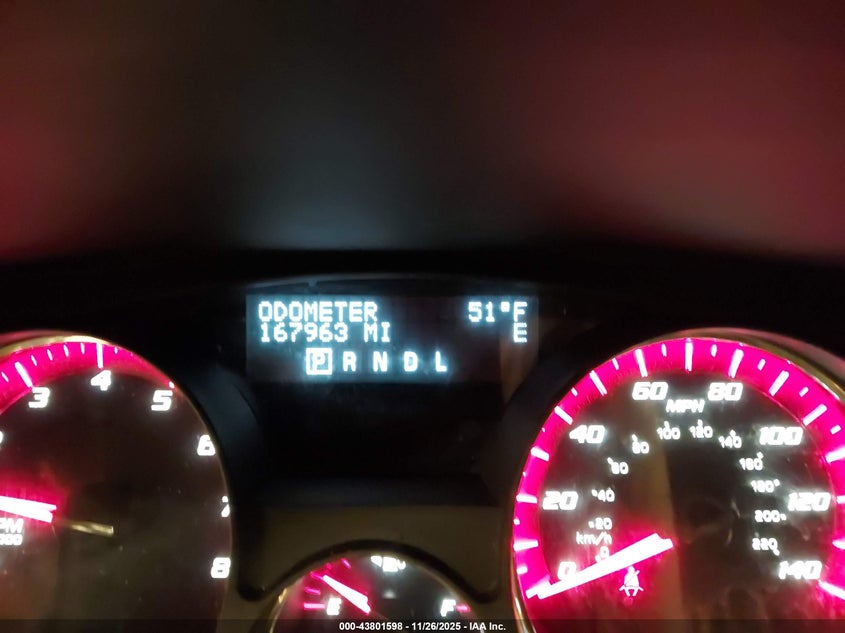 ODOMETER 51°F
167963 MI E
P R N D L
3 4 5 6 7 8
PM
E F
0 20 40 60 80 100 120 140
MPH
20 40 60 80 100 120 140 160 180 200 220
km/h
0
000-43801598 - 11/26/2025 - IAA Inc.